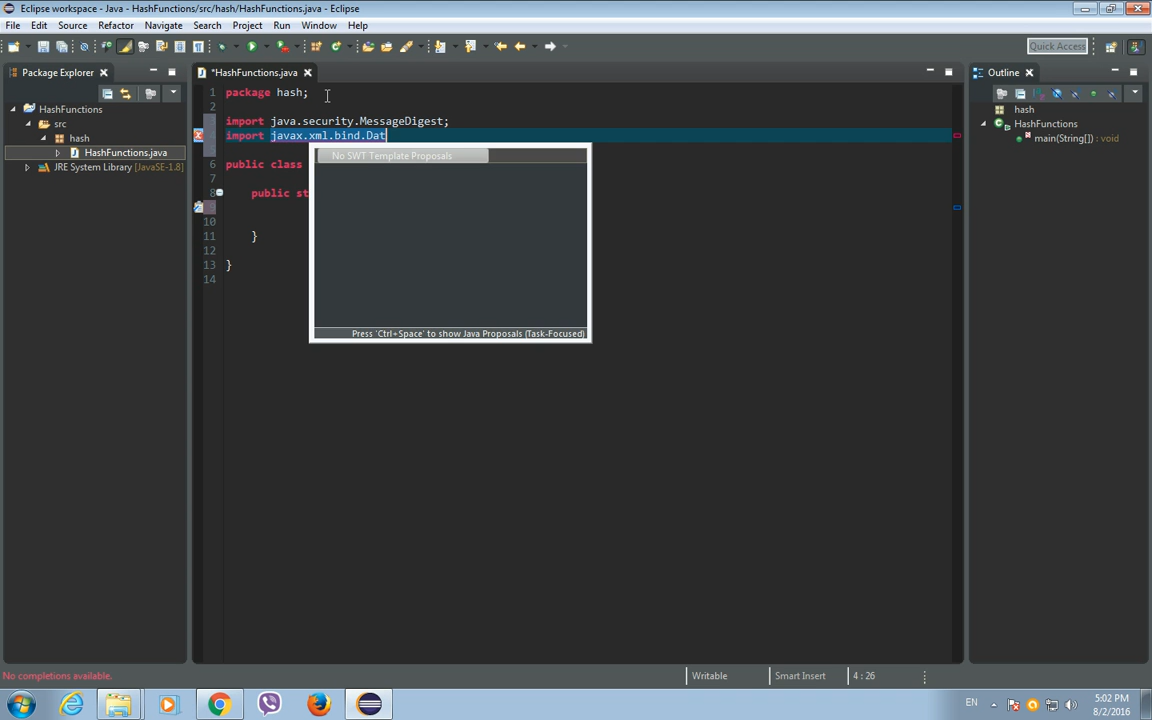 Eclipse workspace - Java - HashFunctions/src/hash/HashFunctions.java - Eclipse
File Edit Source Refactor Navigate Search Project Run Window Help
Quick Access
Package Explorer
*HashFunctions.java
Outline
HashFunctions
src
hash
HashFunctions.java
JRE System Library [JavaSE-1.8]
1 package hash;
2
3 import java.security.MessageDigest;
import javax.xml.bind.Dat
6 public class
7
8 public st
10
11 }
12
13 }
14
No SWT Template Proposals
Press 'Ctrl+Space' to show Java Proposals (Task-Focused)
hash
HashFunctions
main(String[]) : void
No completions available.
Writable
Smart Insert
4 : 26
EN
5:02 PM
8/2/2016